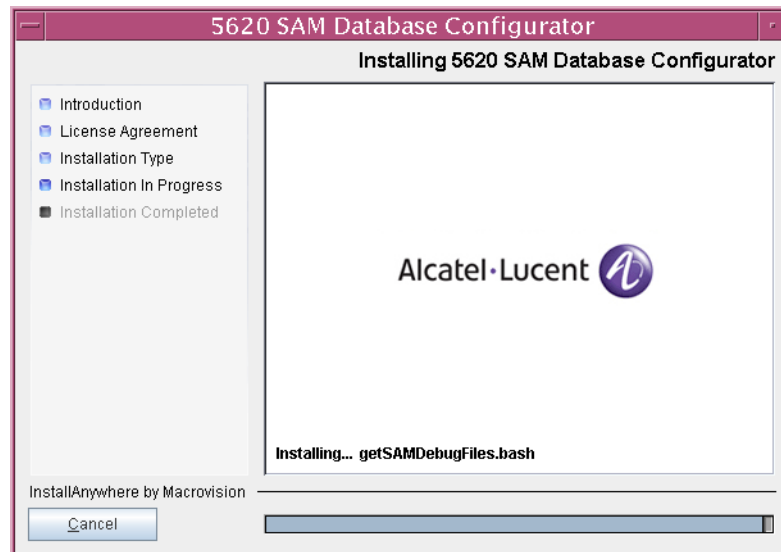 5620 SAM Database Configurator
Installing 5620 SAM Database Configurator
Introduction
License Agreement
Installation Type
Installation In Progress
Installation Completed
Alcatel·Lucent
Installing... getSAMDebugFiles.bash
InstallAnywhere by Macrovision
Cancel